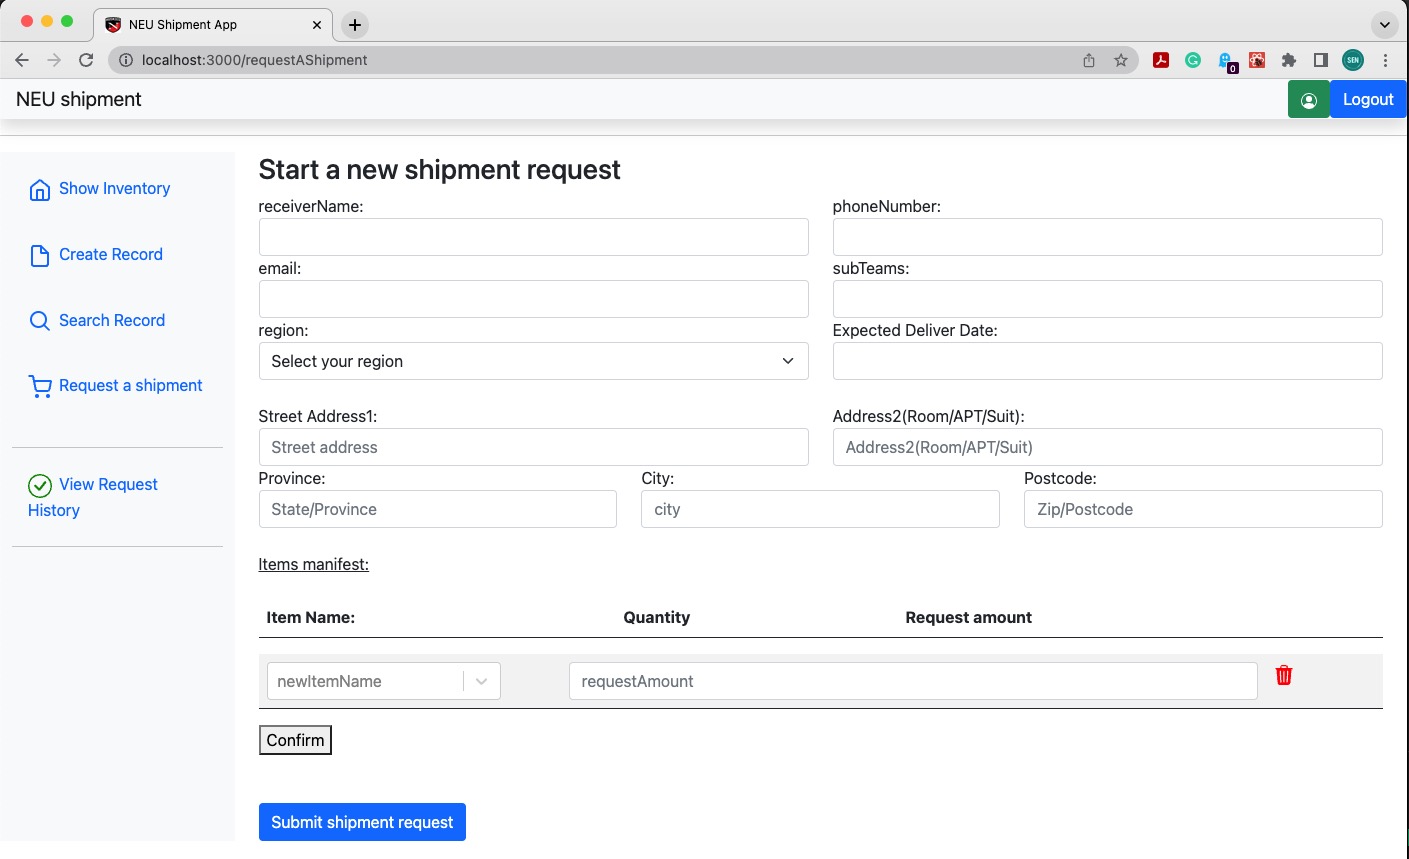 NEU Shipment App
localhost:3000/requestAShipment
0
SEN
NEU shipment
Logout
Show Inventory
Create Record
Search Record
Request a shipment
View Request
History
Start a new shipment request
receiverName:
phoneNumber:
email:
subTeams:
region:
Expected Deliver Date:
Select your region
Street Address1:
Address2(Room/APT/Suit):
Street address
Address2(Room/APT/Suit)
Province:
City:
Postcode:
State/Province
city
Zip/Postcode
Items manifest:
Item Name:
Quantity
Request amount
newItemName
requestAmount
Confirm
Submit shipment request